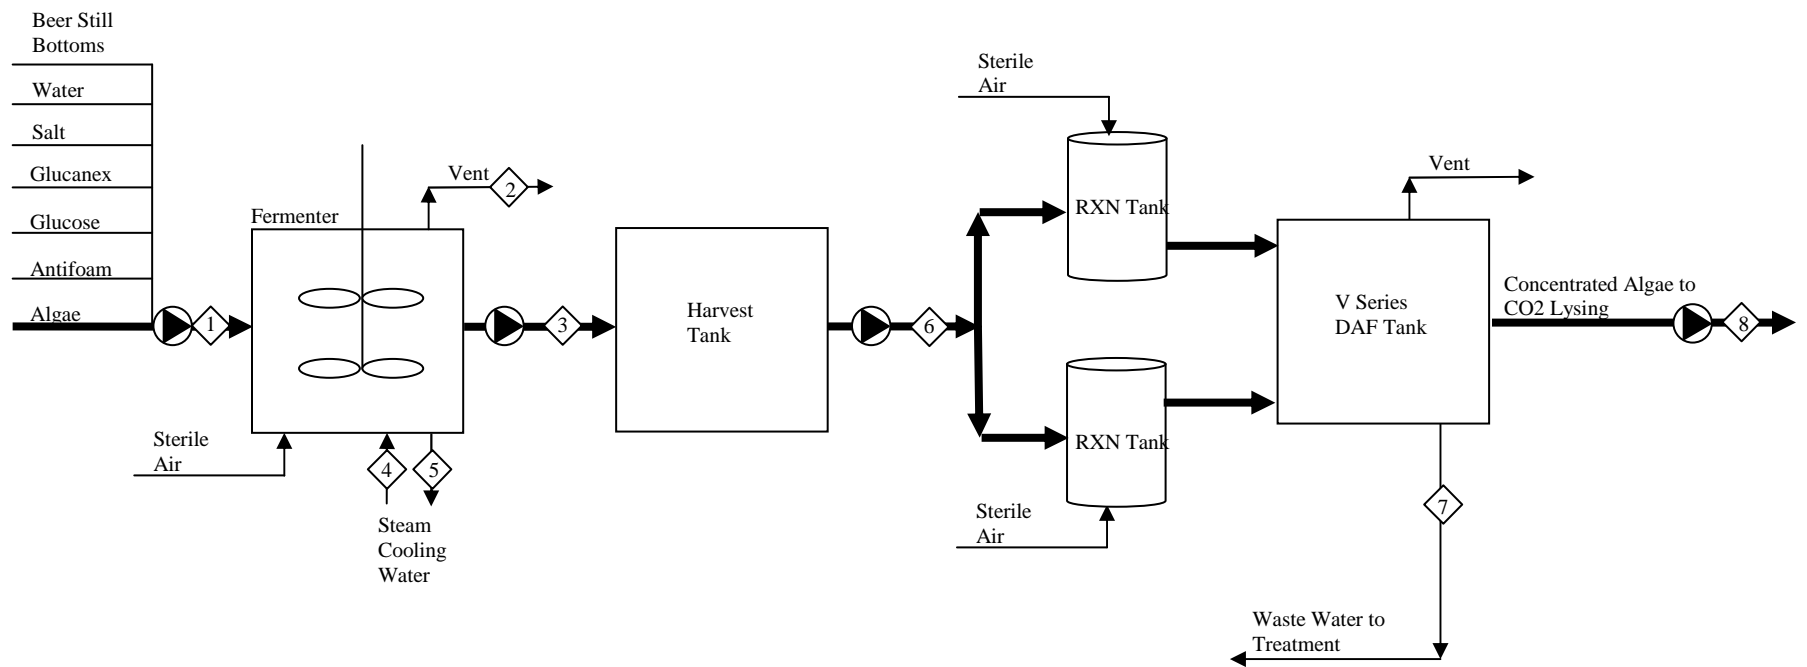 Beer Still
Bottoms
Water
Salt
Glucanex
Glucose
Antifoam
Algae
1
Fermenter
Vent
2
Sterile
Air
4
5
Steam
Cooling
Water
3
Harvest
Tank
6
Sterile
Air
RXN Tank
RXN Tank
Sterile
Air
Vent
V Series
DAF Tank
Concentrated Algae to
CO2 Lysing
8
7
Waste Water to
Treatment